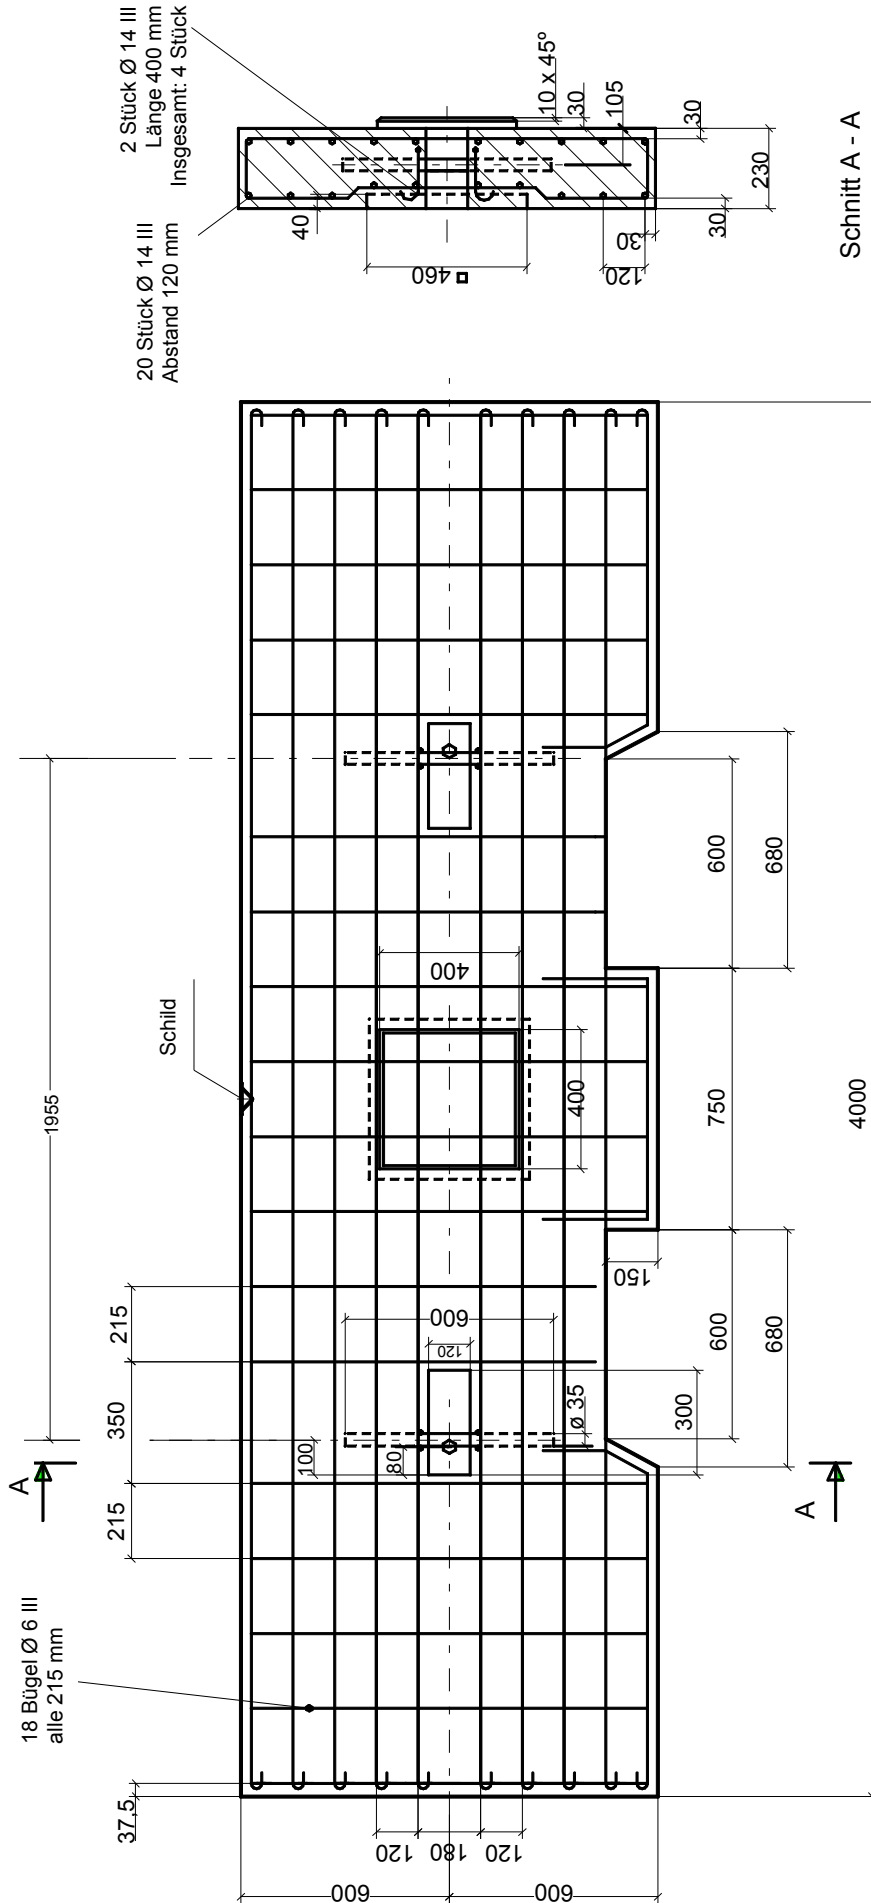 2 Stück Ø 14 III
Länge 400 mm
Insgesamt: 4 Stück
20 Stück Ø 14 III
Abstand 120 mm
40
460
10 x 45°
30
105
30
230
30
30
120
Schnitt A - A
1955
Schild
400
400
600
680
750
4000
150
600
680
215
350
215
600
120
100
80
ø 35
300
A
A
18 Bügel Ø 6 III
alle 215 mm
37,5
120
180
120
600
600